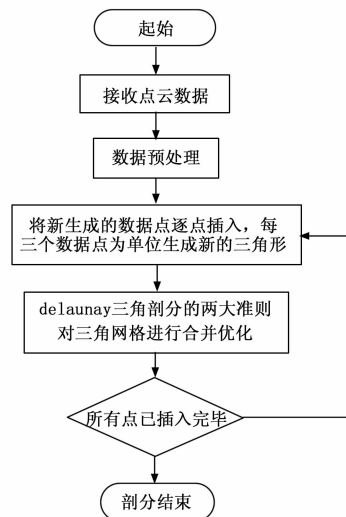 起始
接收点云数据
数据预处理
将新生成的数据点逐点插入，每
三个数据点为单位生成新的三角形
delaunay三角剖分的两大准则
对三角网格进行合并优化
所有点已插入完毕
剖分结束